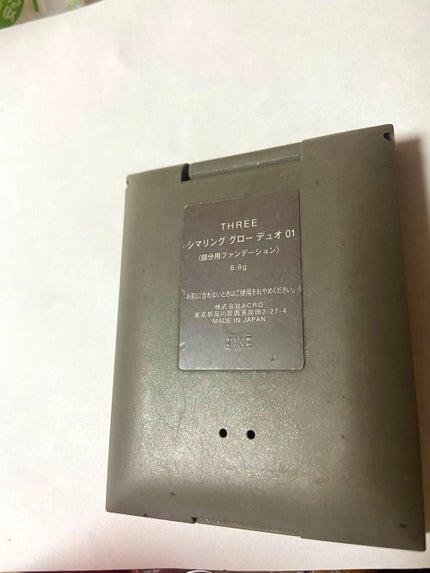 THREE
シマリング グロー デュオ 01
〈部分用ファンデーション〉
6.8g
お肌に合わないときはご使用をおやめください。
株式会社ACRO
東京都品川区西五反田2-27-4
MADE IN JAPAN
JXE